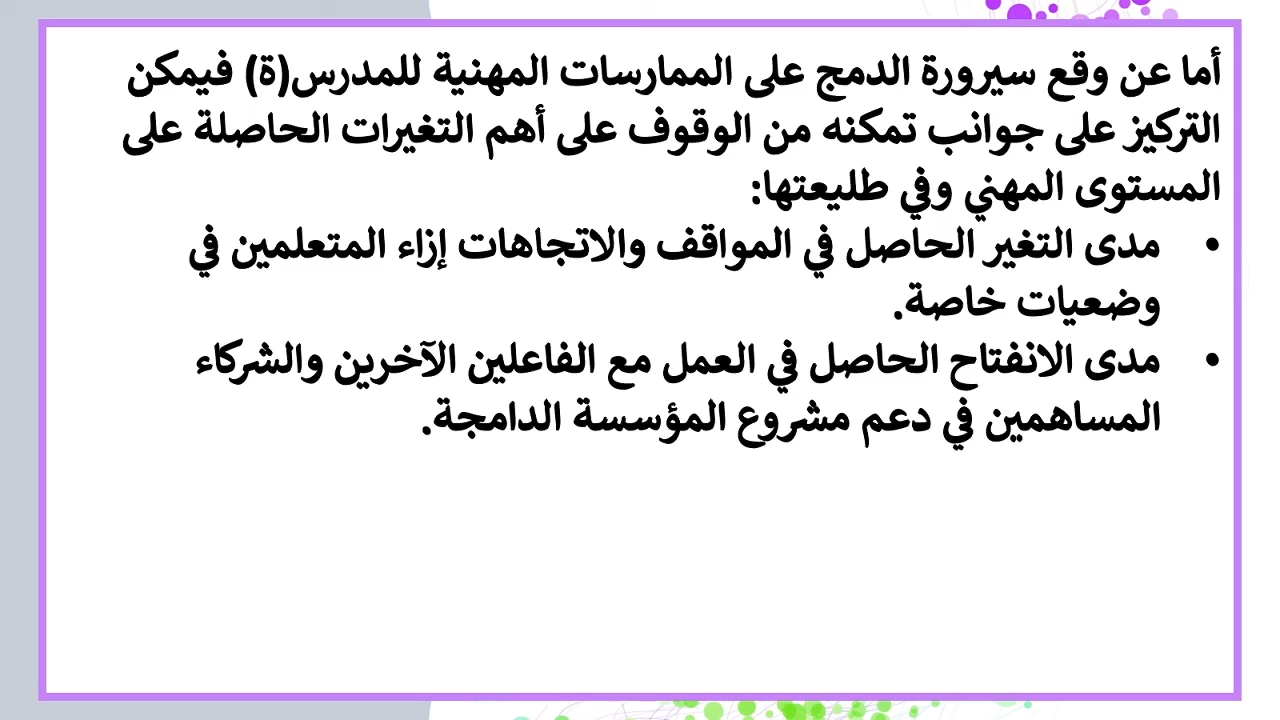 أما عن وقع سيرورة الدمج على الممارسات المهنية للمدرس(ة) فيمكن
التركيز على جوانب تمكنه من الوقوف على أهم التغيرات الحاصلة على
المستوى المهني وفي طليعتها:
• مدى التغير الحاصل في المواقف والاتجاهات إزاء المتعلمين في
وضعيات خاصة.
• مدى الانفتاح الحاصل في العمل مع الفاعلين الآخرين والشركاء
المساهمين في دعم مشروع المؤسسة الدامجة.